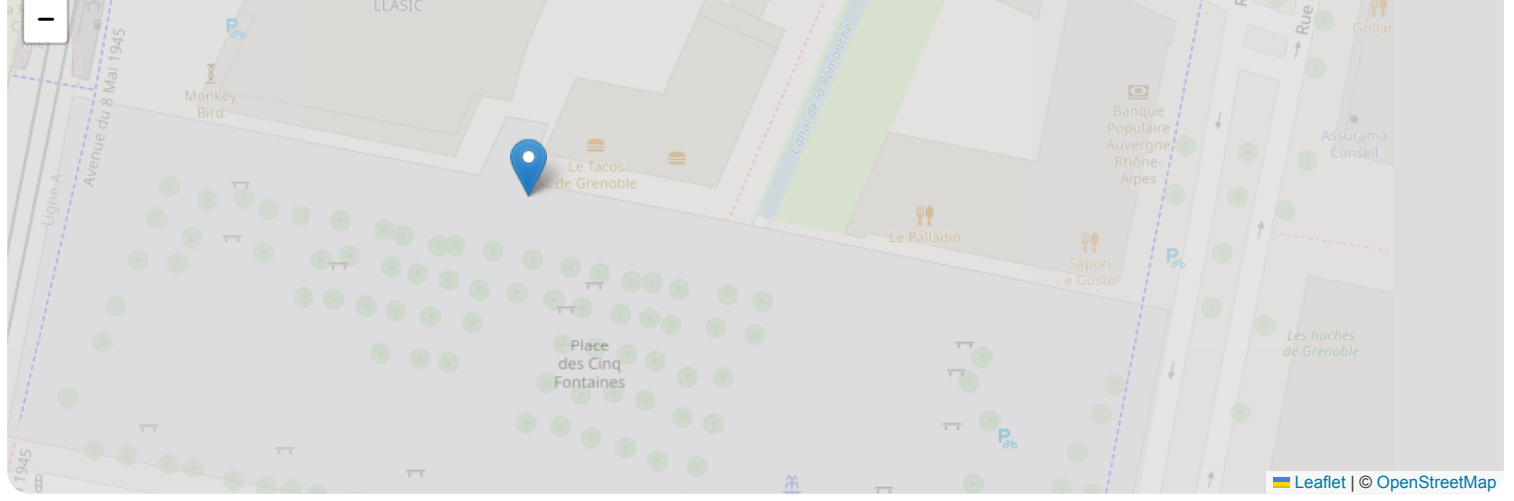 −
LLASIC
Rue
Grillar
Avenue du 8 Mai 1945
Monkey
Bird
Canal de la Romanche
Banque
Populaire
Auvergne
Rhône-
Alpes
Assurama
Conseil
Ligne A
Le Tacos
de Grenoble
Le Palladio
Sapori
e Gusto
P
P
P
Place
des Cinq
Fontaines
Les haches
de Grenoble
1945
Leaflet | © OpenStreetMap